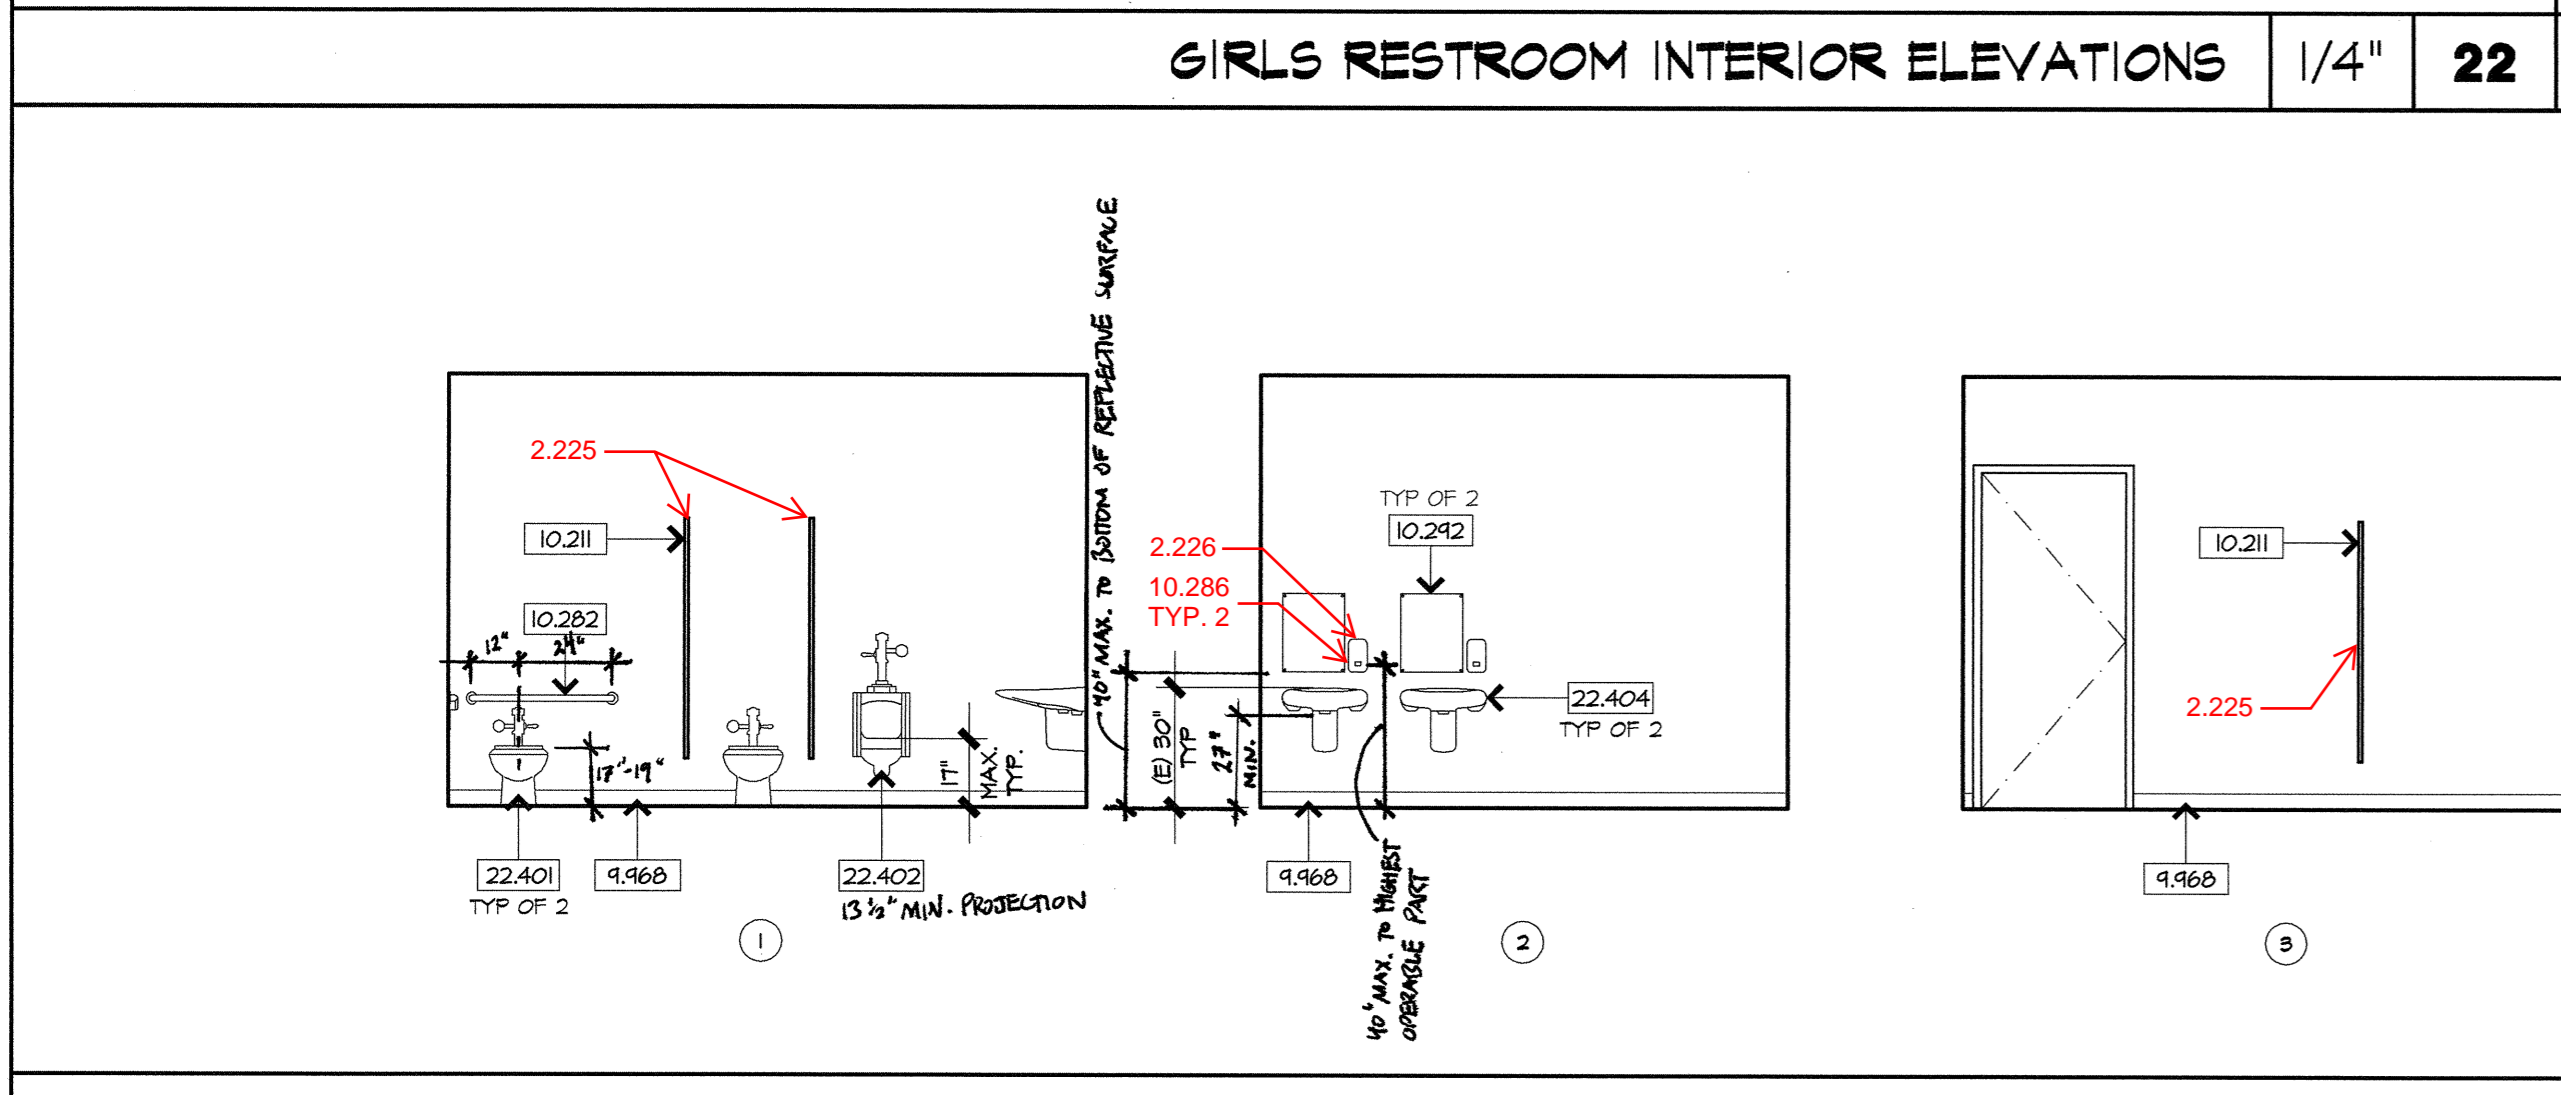 GIRLS RESTROOM INTERIOR ELEVATIONS
1/4"
22
2.225
10.211
10.282
12"
24"
17"-19"
17"
MAX.
TYP.
22.401
TYP OF 2
9.968
22.402
13 1/2" MIN. PROJECTION
1
40" MAX. TO BOTTOM OF REFLECTIVE SURFACE
(E) 30"
TYP
27"
MIN.
2.226
10.286
TYP. 2
TYP OF 2
10.292
22.404
TYP OF 2
9.968
40" MAX. TO HIGHEST
OPERABLE PART
2
10.211
2.225
9.968
3